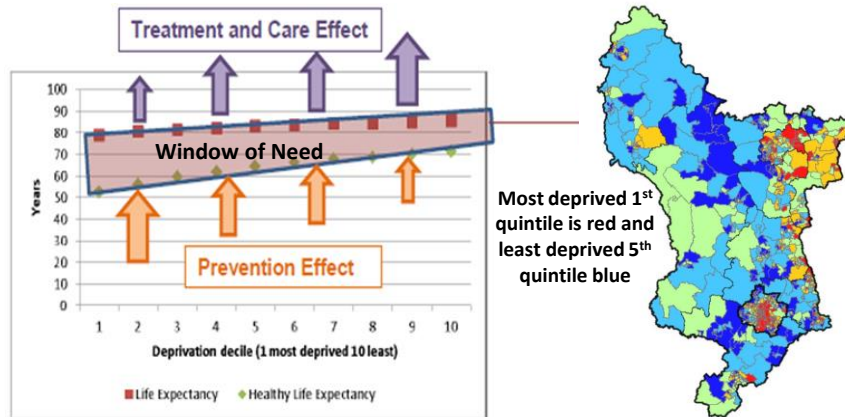 Treatment and Care Effect
100
90
80
70
60
50
40
30
20
10
0
Years
Window of Need
Prevention Effect
1 2 3 4 5 6 7 8 9 10
Deprivation decile (1 most deprived 10 least)
Life Expectancy Healthy Life Expectancy
Most deprived 1st
quintile is red and
least deprived 5th
quintile blue